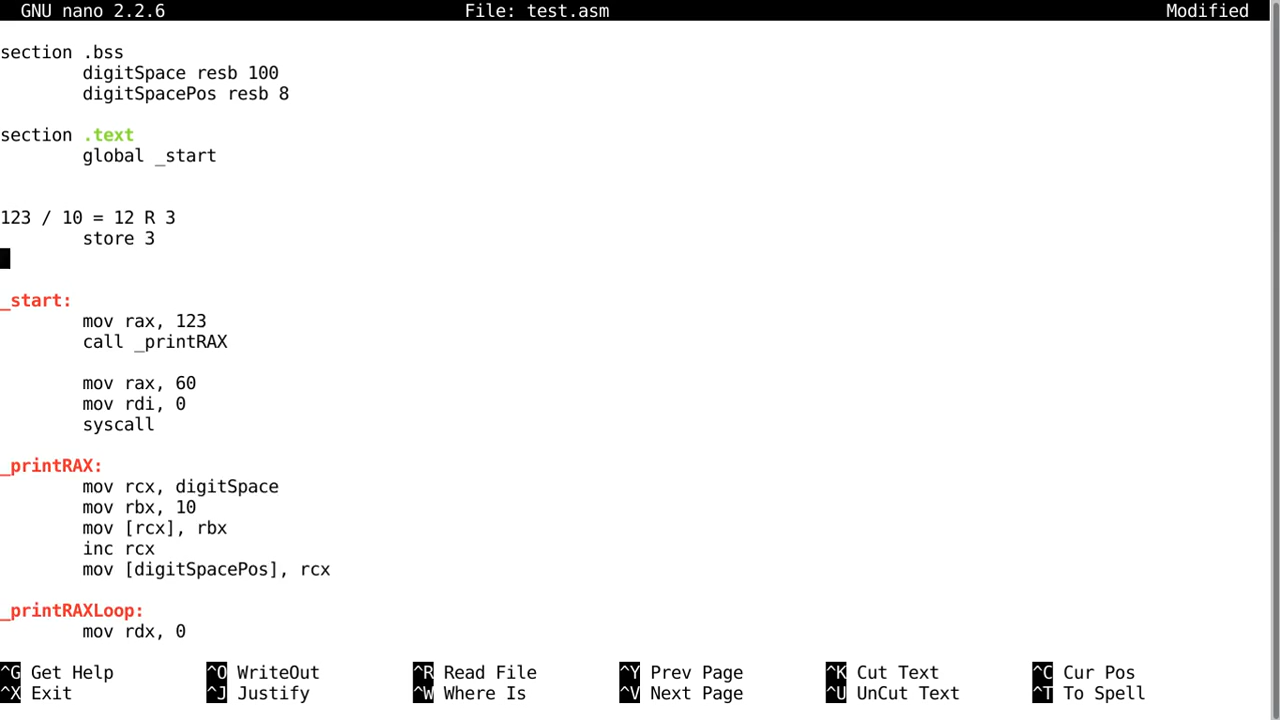 GNU nano 2.2.6 File: test.asm Modified
section .bss
digitSpace resb 100
digitSpacePos resb 8
section .text
global _start
123 / 10 = 12 R 3
store 3
_start:
mov rax, 123
call _printRAX
mov rax, 60
mov rdi, 0
syscall
_printRAX:
mov rcx, digitSpace
mov rbx, 10
mov [rcx], rbx
inc rcx
mov [digitSpacePos], rcx
_printRAXLoop:
mov rdx, 0
^G Get Help ^O WriteOut ^R Read File ^Y Prev Page ^K Cut Text ^C Cur Pos
^X Exit ^J Justify ^W Where Is ^V Next Page ^U UnCut Text ^T To Spell